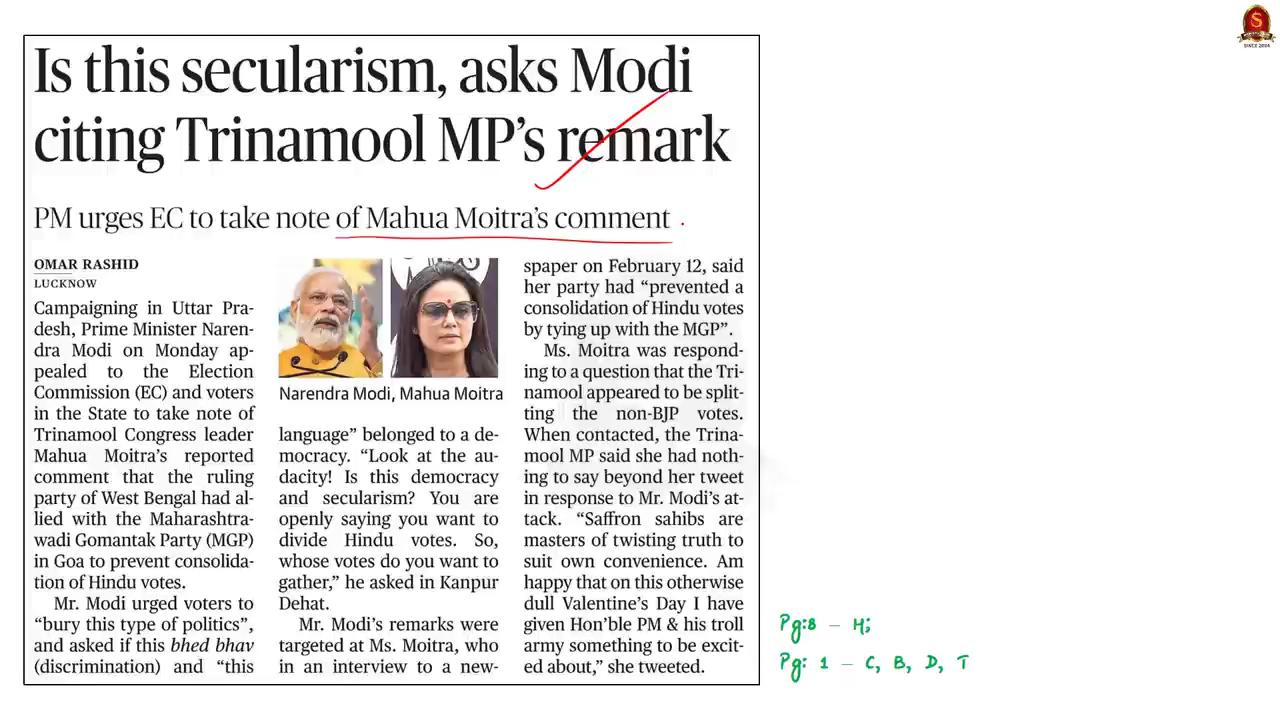 Is this secularism, asks Modi
citing Trinamool MP's remark
PM urges EC to take note of Mahua Moitra's comment
OMAR RASHID
LUCKNOW
Campaigning in Uttar Pra-
desh, Prime Minister Naren-
dra Modi on Monday ap-
pealed to the Election
Commission (EC) and voters
in the State to take note of
Trinamool Congress leader
Mahua Moitra's reported
comment that the ruling
party of West Bengal had al-
lied with the Maharashtra-
wadi Gomantak Party (MGP)
in Goa to prevent consolida-
tion of Hindu votes.
Mr. Modi urged voters to
"bury this type of politics",
and asked if this bhed bhav
(discrimination) and "this
Narendra Modi, Mahua Moitra
language" belonged to a de-
mocracy. "Look at the au-
dacity! Is this democracy
and secularism? You are
openly saying you want to
divide Hindu votes. So,
whose votes do you want to
gather," he asked in Kanpur
Dehat.
Mr. Modi's remarks were
targeted at Ms. Moitra, who
in an interview to a new-
spaper on February 12, said
her party had "prevented a
consolidation of Hindu votes
by tying up with the MGP".
Ms. Moitra was respond-
ing to a question that the Tri-
namool appeared to be split-
ting the non-BJP votes.
When contacted, the Trina-
mool MP said she had noth-
ing to say beyond her tweet
in response to Mr. Modi's at-
tack. "Saffron sahibs are
masters of twisting truth to
suit own convenience. Am
happy that on this otherwise
dull Valentine's Day I have
given Hon'ble PM & his troll
army something to be excit-
ed about," she tweeted.
Pg:8 – H;
Pg: 1 – C, B, D, T
S
SINCE 2004